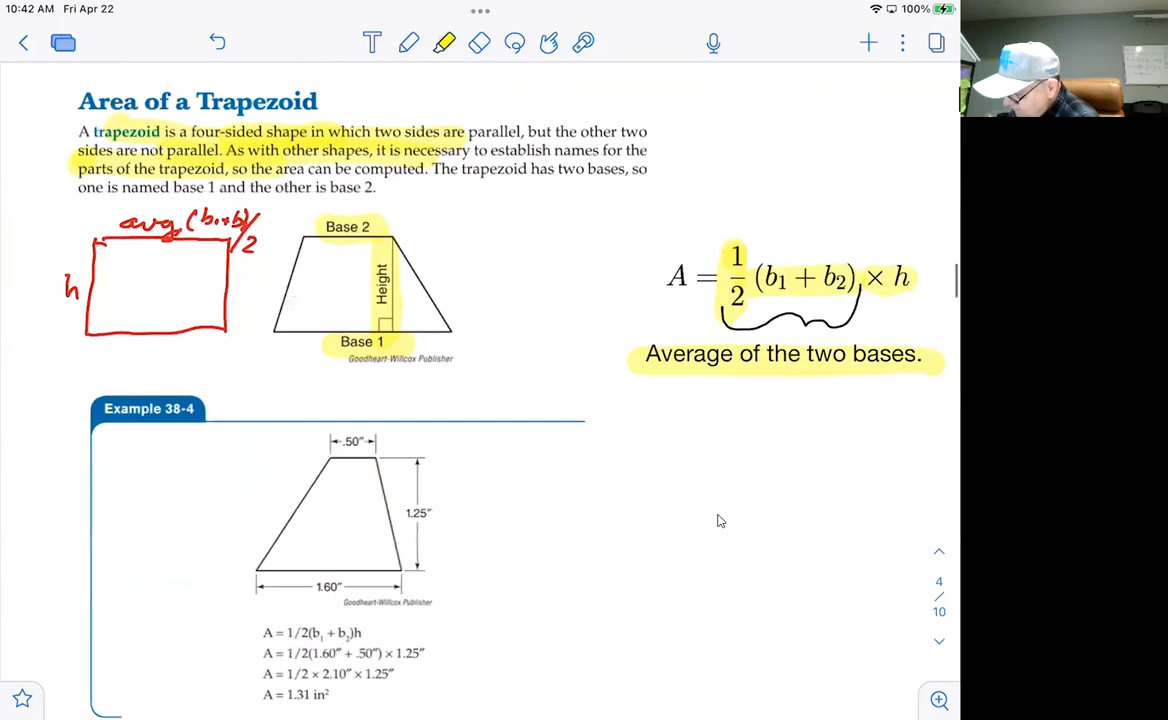 10:42 AM Fri Apr 22
100%
T
Area of a Trapezoid
A trapezoid is a four-sided shape in which two sides are parallel, but the other two
sides are not parallel. As with other shapes, it is necessary to establish names for the
parts of the trapezoid, so the area can be computed. The trapezoid has two bases, so
one is named base 1 and the other is base 2.
avg (b₁+b)/2
h
Base 2
Height
Base 1
Goodheart-Willcox Publisher
A = 1/2 (b₁ + b₂) × h
Average of the two bases.
Example 38-4
.50"
1.25"
1.60"
Goodheart-Willcox Publisher
A = 1/2(b₁ + b₂)h
A = 1/2(1.60" + .50") × 1.25"
A = 1/2 × 2.10" × 1.25"
A = 1.31 in²
4
/
10